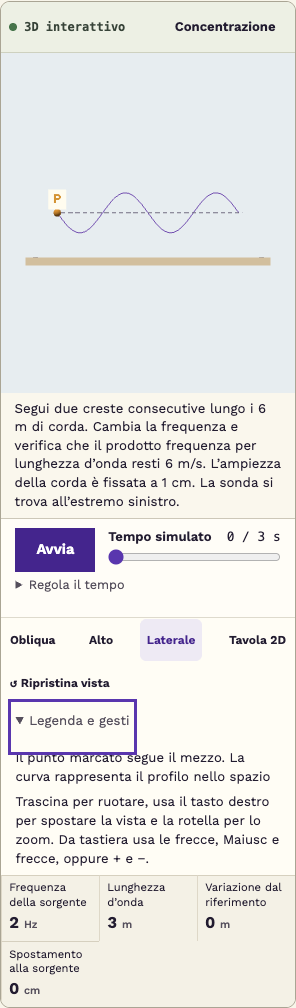 3D interattivo
Concentrazione
P
Segui due creste consecutive lungo i 6
m di corda. Cambia la frequenza e
verifica che il prodotto frequenza per
lunghezza d’onda resti 6 m/s. L’ampiezza
della corda è fissata a 1 cm. La sonda si
trova all’estremo sinistro.
Avvia
Tempo simulato 0 / 3 s
▶ Regola il tempo
Obliqua Alto Laterale Tavola 2D
↺ Ripristina vista
▼ Legenda e gesti
Il punto marcato segue il mezzo. La
curva rappresenta il profilo nello spazio
Trascina per ruotare, usa il tasto destro
per spostare la vista e la rotella per lo
zoom. Da tastiera usa le frecce, Maiusc e
frecce, oppure + e −.
Frequenza
della sorgente
2 Hz
Lunghezza
d’onda
3 m
Variazione dal
riferimento
0 m
Spostamento
alla sorgente
0 cm